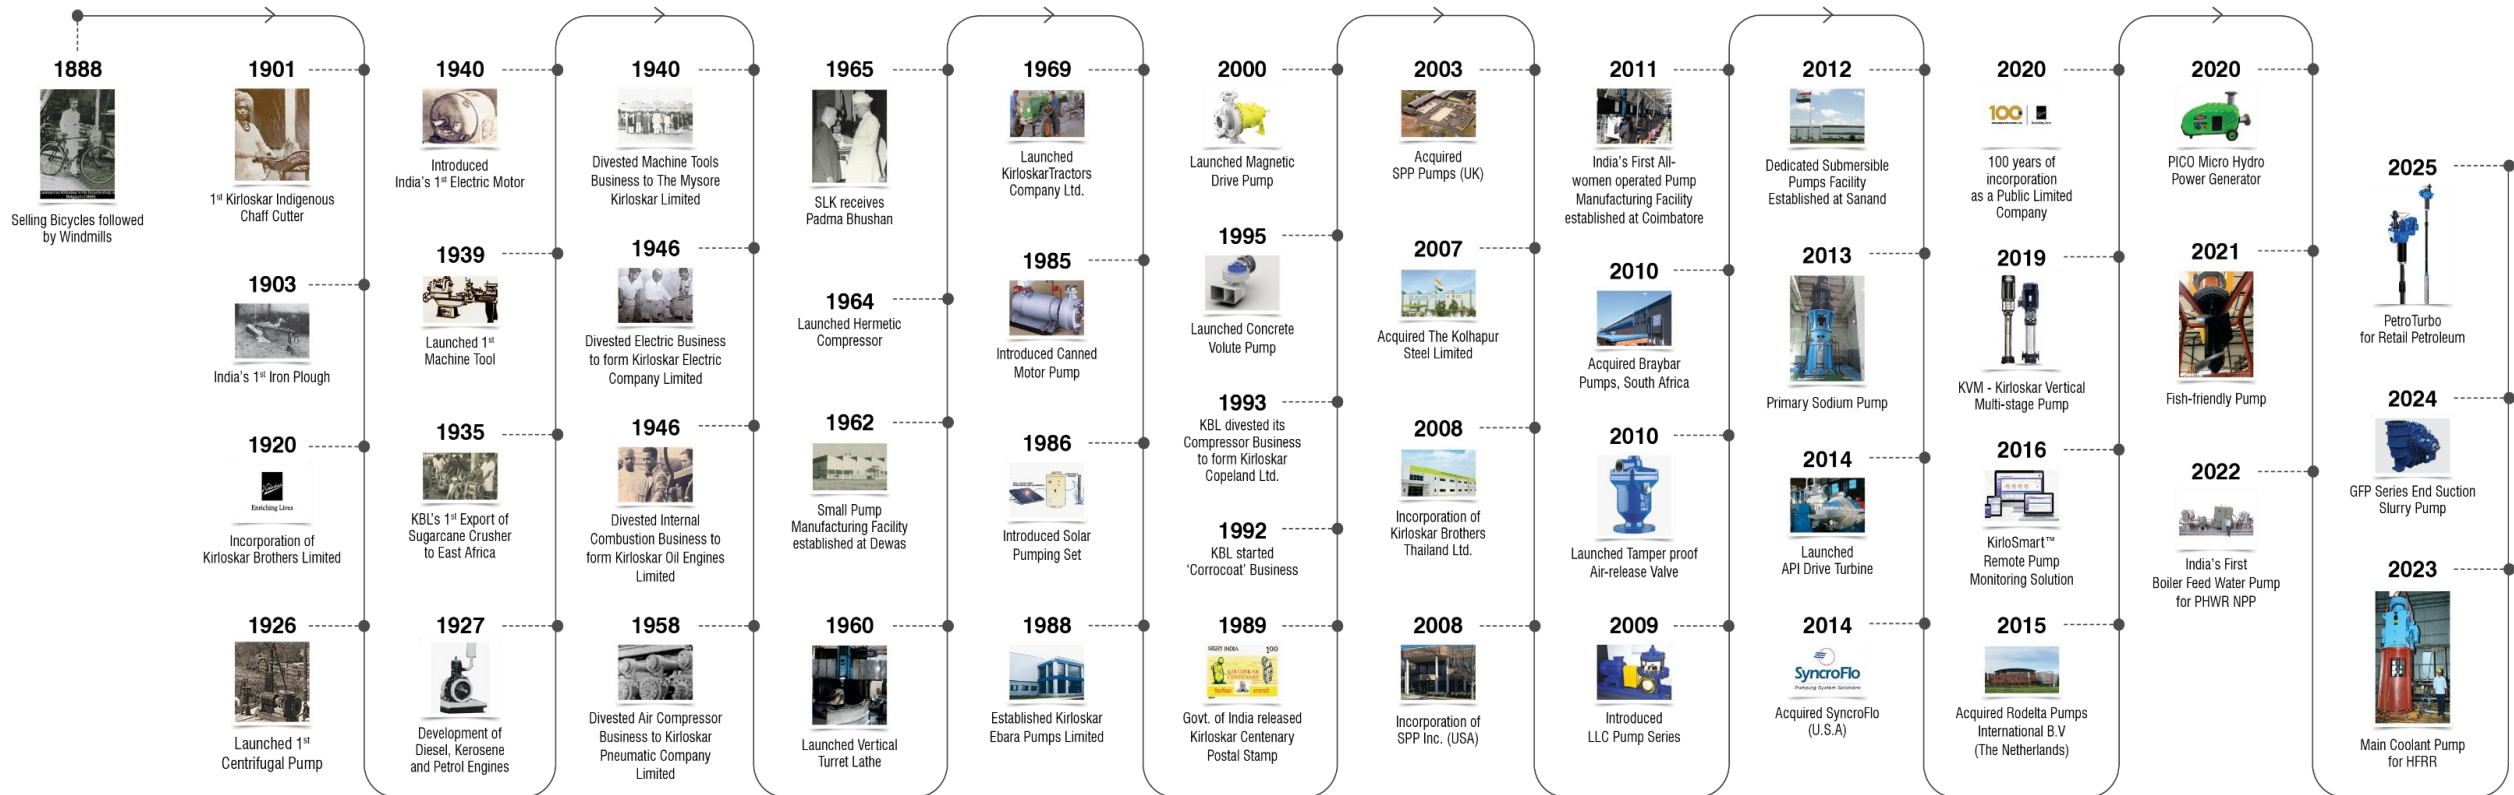 1888
Selling Bicycles followed
by Windmills
1901
1st Kirloskar Indigenous
Chaff Cutter
1903
India's 1st Iron Plough
1920
Enriching Lives
Incorporation of
Kirloskar Brothers Limited
1926
Launched 1st
Centrifugal Pump
1940
Introduced
India's 1st Electric Motor
1939
Launched 1st
Machine Tool
1935
KBL's 1st Export of
Sugarcane Crusher
to East Africa
1927
Development of
Diesel, Kerosene
and Petrol Engines
1940
Divested Machine Tools
Business to The Mysore
Kirloskar Limited
1946
Divested Electric Business
to form Kirloskar Electric
Company Limited
1946
Divested Internal
Combustion Business to
form Kirloskar Oil Engines
Limited
1958
Divested Air Compressor
Business to Kirloskar
Pneumatic Company
Limited
1965
SLK receives
Padma Bhushan
1964
Launched Hermetic
Compressor
1962
Small Pump
Manufacturing Facility
established at Dewas
1960
Launched Vertical
Turret Lathe
1969
Launched
KirloskarTractors
Company Ltd.
1985
Introduced Canned
Motor Pump
1986
Introduced Solar
Pumping Set
1988
Established Kirloskar
Ebara Pumps Limited
2000
Launched Magnetic
Drive Pump
1995
Launched Concrete
Volute Pump
1993
KBL divested its
Compressor Business
to form Kirloskar
Copeland Ltd.
1992
KBL started
'Corrocoat' Business
1989
INDIA 100
KIRLOSKAR
CENTENARY
Govt. of India released
Kirloskar Centenary
Postal Stamp
2003
Acquired
SPP Pumps (UK)
2007
Acquired The Kolhapur
Steel Limited
2008
Incorporation of
Kirloskar Brothers
Thailand Ltd.
2008
Incorporation of
SPP Inc. (USA)
2011
India's First All-
women operated Pump
Manufacturing Facility
established at Coimbatore
2010
Acquired Braybar
Pumps, South Africa
2010
Launched Tamper proof
Air-release Valve
2009
Introduced
LLC Pump Series
2012
Dedicated Submersible
Pumps Facility
Established at Sanand
2013
Primary Sodium Pump
2014
Launched
API Drive Turbine
2014
SyncroFlo
Pumping System Solutions
Acquired SyncroFlo
(U.S.A)
2020
100
Enriching Lives
100 years of
incorporation
as a Public Limited
Company
2019
KVM - Kirloskar Vertical
Multi-stage Pump
2016
KirloSmart™
Remote Pump
Monitoring Solution
2015
Acquired Rodelta Pumps
International B.V
(The Netherlands)
2020
PICO Micro Hydro
Power Generator
2021
Fish-friendly Pump
2022
India's First
Boiler Feed Water Pump
for PHWR NPP
2025
PetroTurbo
for Retail Petroleum
2024
GFP Series End Suction
Slurry Pump
2023
Main Coolant Pump
for HFRR